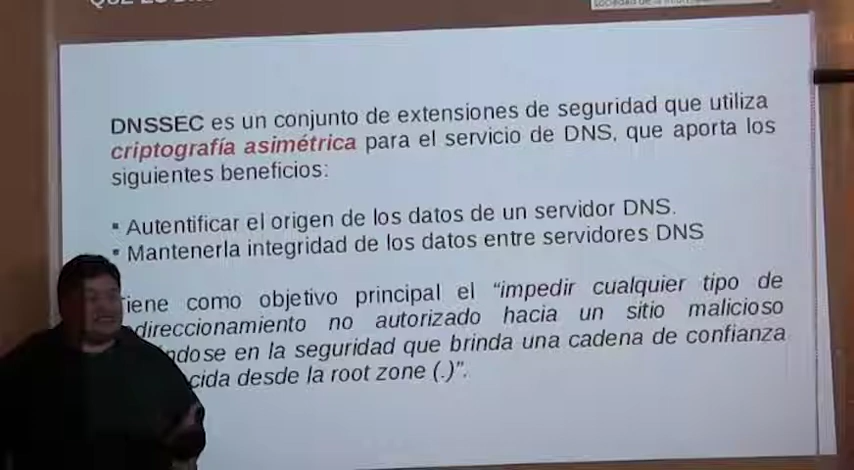 DNSSEC es un conjunto de extensiones de seguridad que utiliza
criptografía asimétrica para el servicio de DNS, que aporta los
siguientes beneficios:
▪ Autentificar el origen de los datos de un servidor DNS.
▪ Mantenerla integridad de los datos entre servidores DNS
iene como objetivo principal el “impedir cualquier tipo de
direccionamiento no autorizado hacia un sitio malicioso
ndose en la seguridad que brinda una cadena de confianza
cida desde la root zone (.)”.